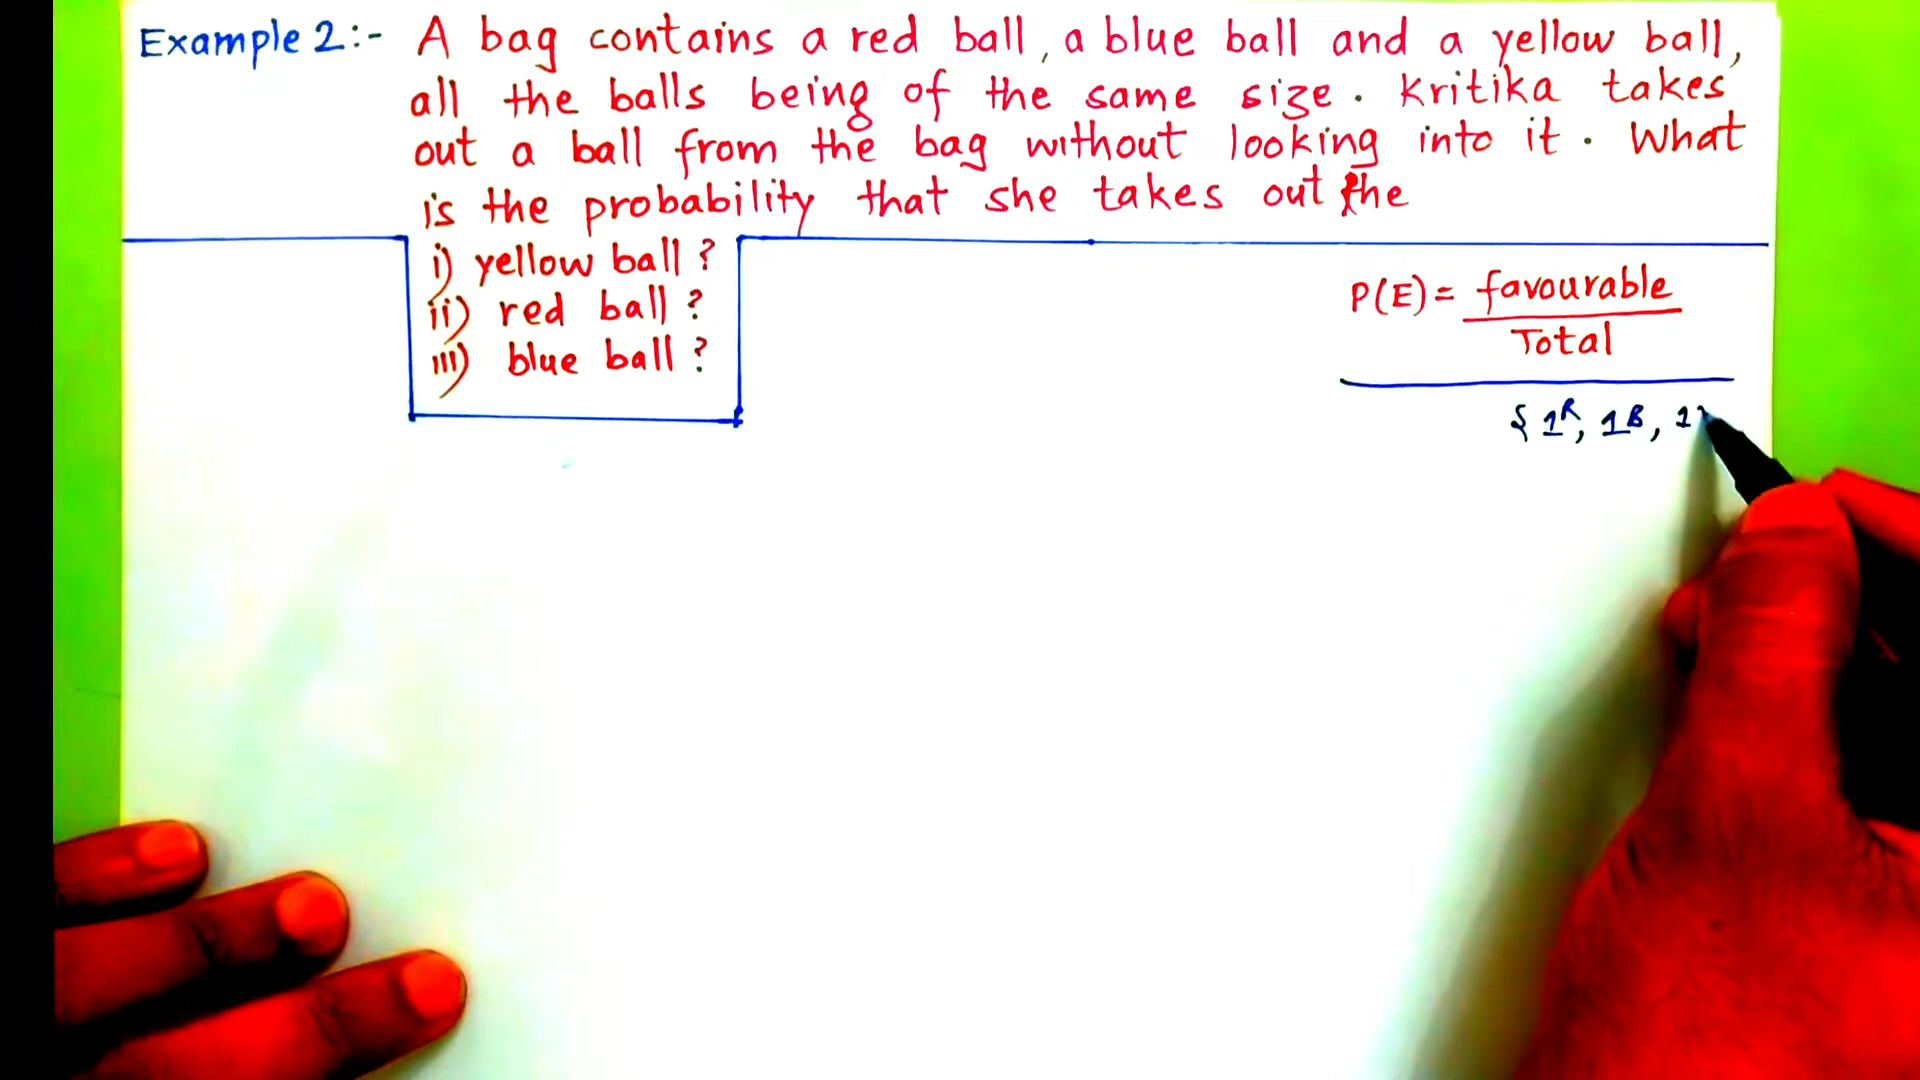 Example 2:- A bag contains a red ball, a blue ball and a yellow ball,
all the balls being of the same size. Kritika takes
out a ball from the bag without looking into it. What
is the probability that she takes out the
i) yellow ball?
ii) red ball?
iii) blue ball?
P(E) = favourable
Total
{ 1R, 1B, 1